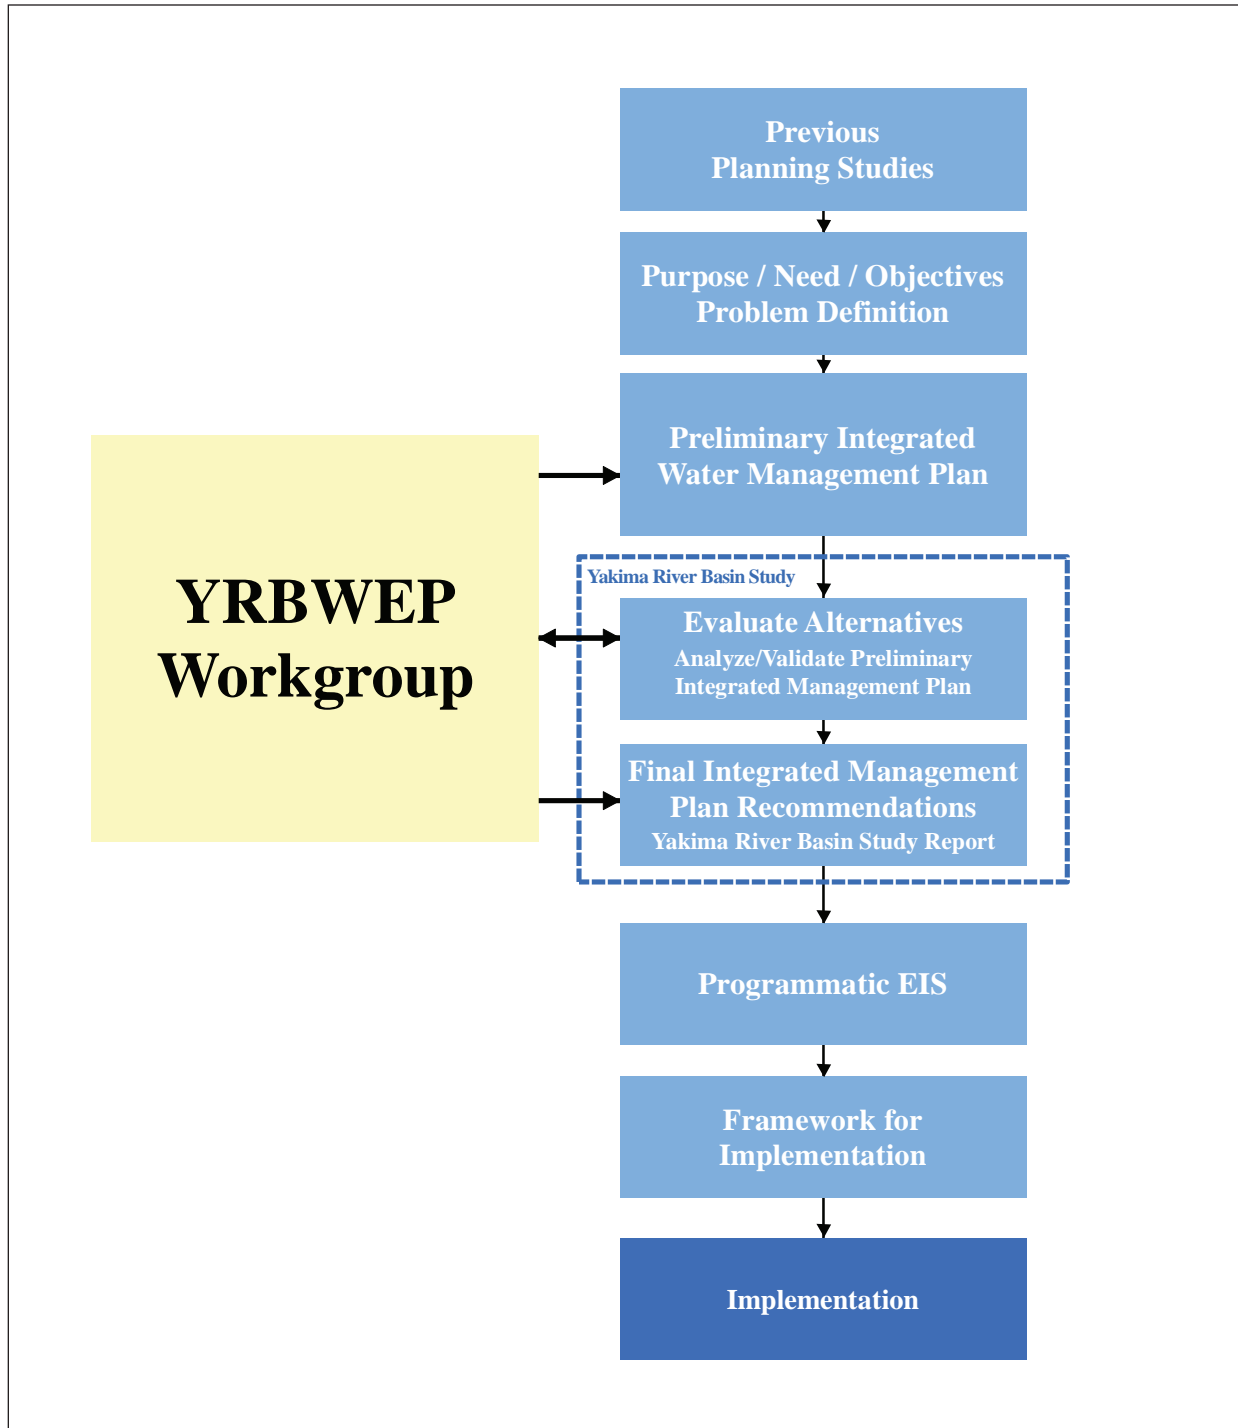 Previous
Planning Studies
Purpose / Need / Objectives
Problem Definition
Preliminary Integrated
Water Management Plan
YRBWEP
Workgroup
Yakima River Basin Study
Evaluate Alternatives
Analyze/Validate Preliminary
Integrated Management Plan
Final Integrated Management
Plan Recommendations
Yakima River Basin Study Report
Programmatic EIS
Framework for
Implementation
Implementation